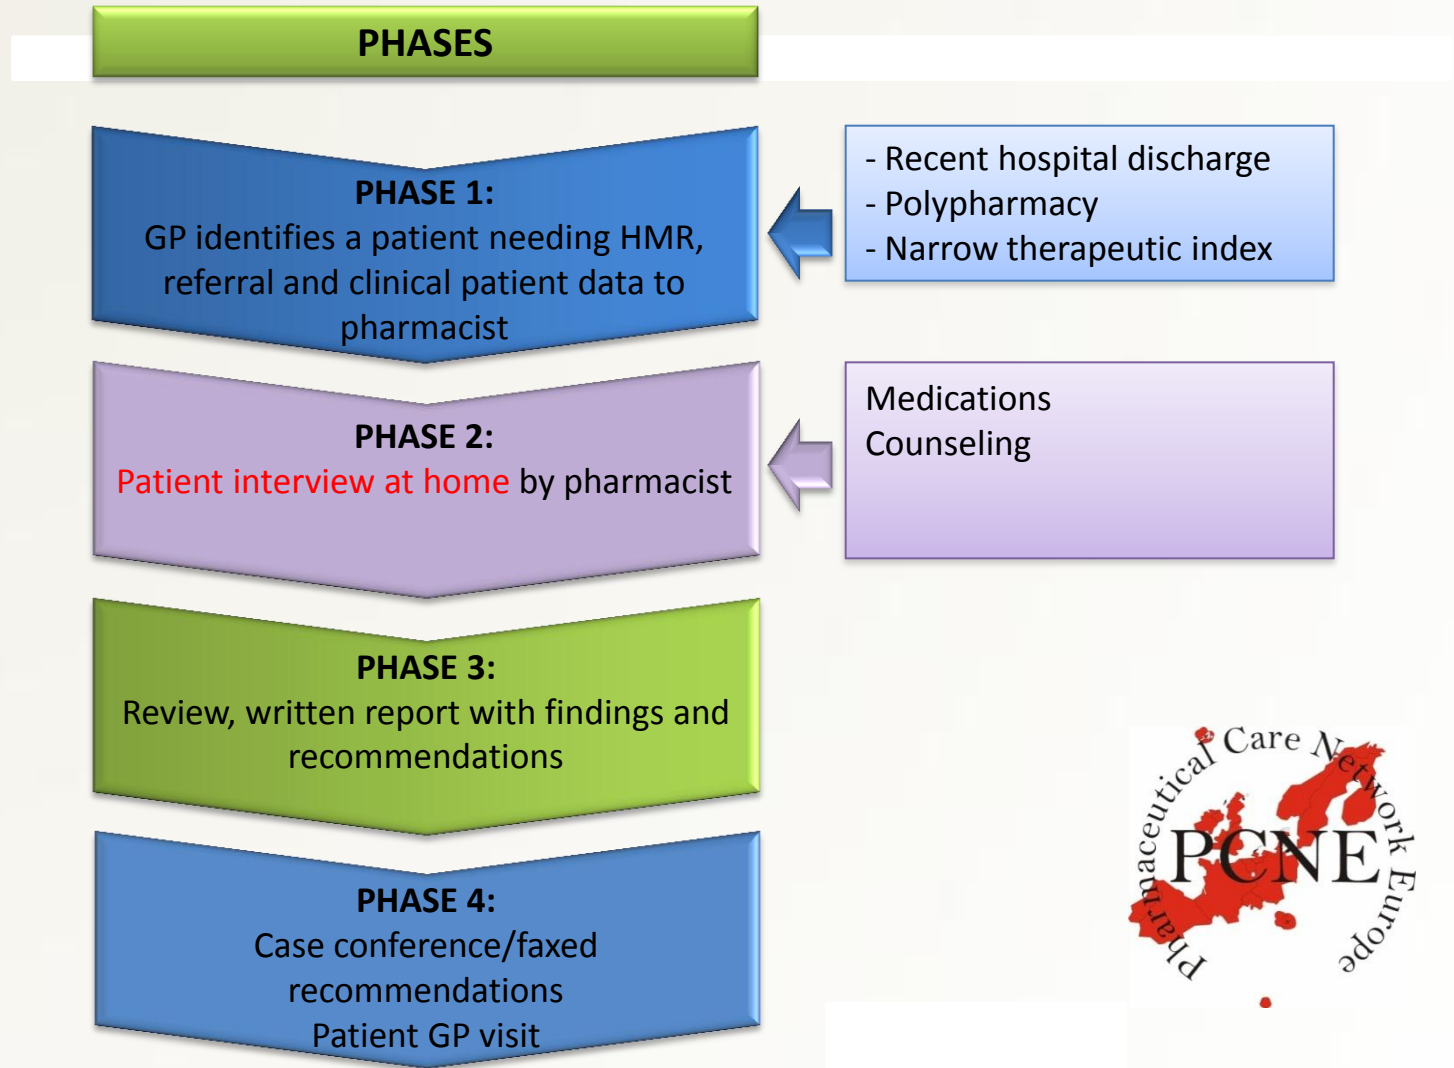 PHASES
PHASE 1:
GP identifies a patient needing HMR,
referral and clinical patient data to
pharmacist
- Recent hospital discharge
- Polypharmacy
- Narrow therapeutic index
PHASE 2:
Patient interview at home by pharmacist
Medications
Counseling
PHASE 3:
Review, written report with findings and
recommendations
PHASE 4:
Case conference/faxed
recommendations
Patient GP visit
Pharmaceutical Care Network Europe
PCNE